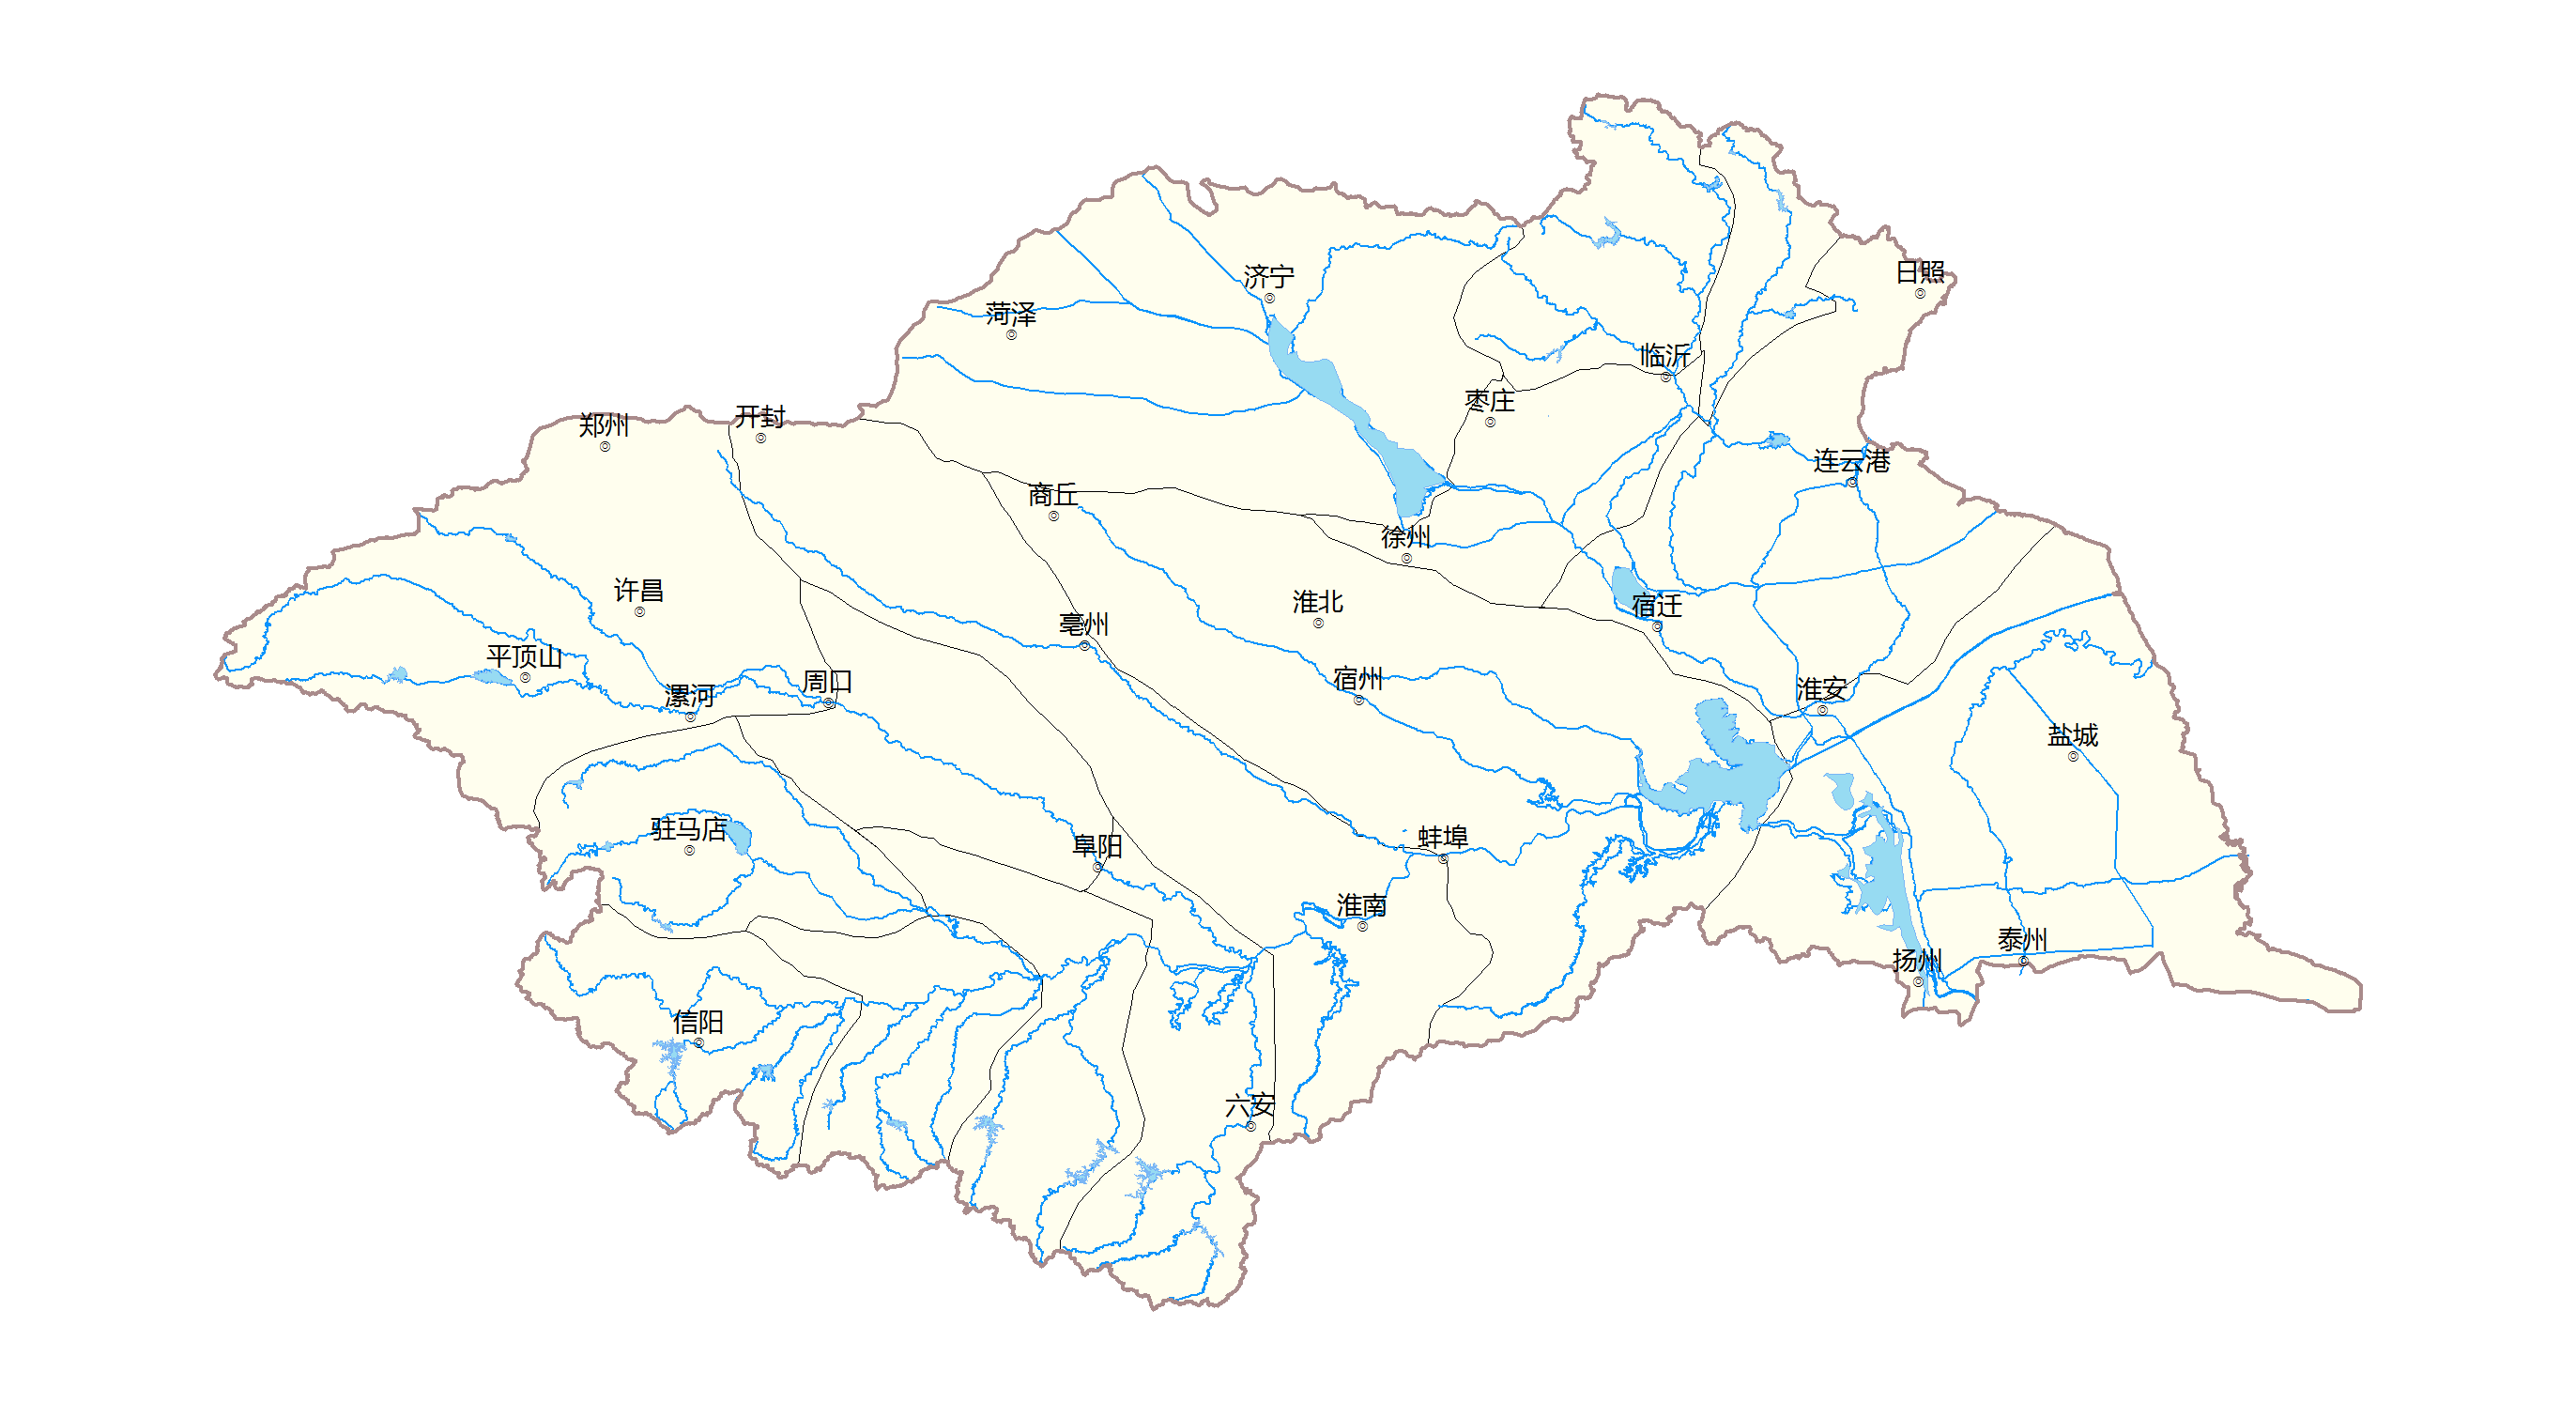 日照
济宁
菏泽
临沂
枣庄
开封
郑州
连云港
商丘
徐州
许昌
淮北
宿迁
亳州
平顶山
宿州
周口
淮安
漯河
盐城
驻马店
蚌埠
阜阳
淮南
泰州
扬州
信阳
六安